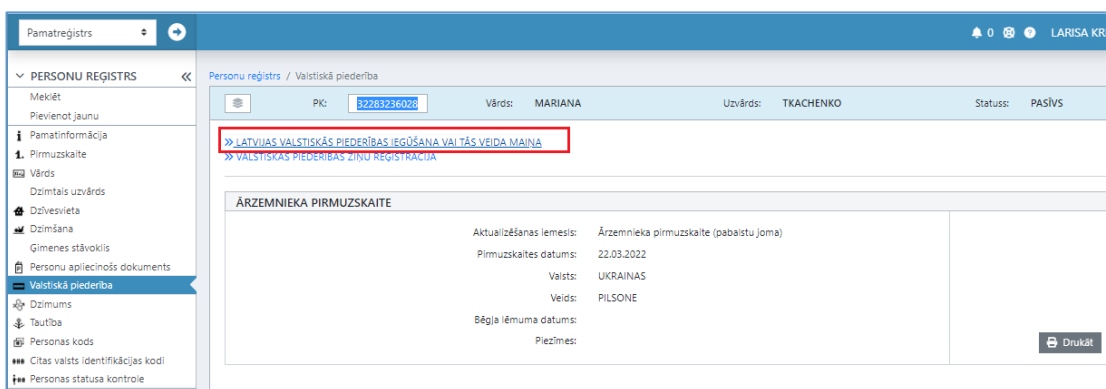 Pamatreģistrs
0
LARISA KR
PERSONU REĢISTRS
Meklēt
Pievienot jaunu
Pamatinformācija
1. Pirmuzskaite
Vārds
Dzimtais uzvārds
Dzīvesvieta
Dzimšana
Ģimenes stāvoklis
Personu apliecinošs dokuments
Valstiskā piederība
Dzimums
Tautība
Personas kods
Citas valsts identifikācijas kodi
Personas statusa kontrole
Personu reģistrs / Valstiskā piederība
PK: 32283236028 Vārds: MARIANA Uzvārds: TKACHENKO Statuss: PASĪVS
LATVIJAS VALSTISKĀS PIEDERĪBAS IEGŪŠANA VAI TĀS VEIDA MAIŅA
VALSTISKĀS PIEDERĪBAS ZIŅU REĢISTRĀCIJA
ĀRZEMNIEKA PIRMUZSKAITE
Aktualizēšanas iemesls: Ārzemnieka pirmuzskaite (pabalstu joma)
Pirmuzskaites datums: 22.03.2022
Valsts: UKRAINAS
Veids: PILSONE
Bēgļa lēmuma datums:
Piezīmes:
Drukāt